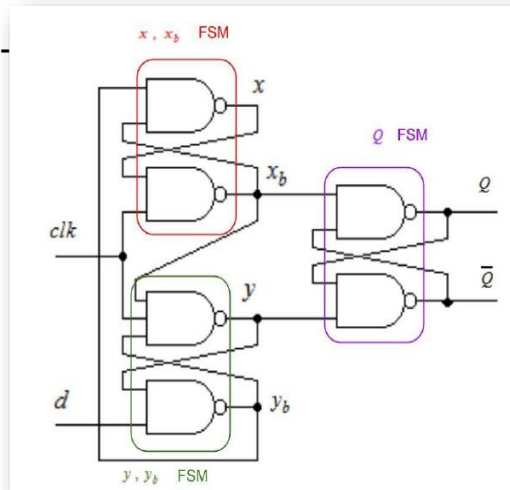 x , x_b FSM
x
Q FSM
x_b
Q
clk
y
Q̅
d
y_b
y , y_b FSM